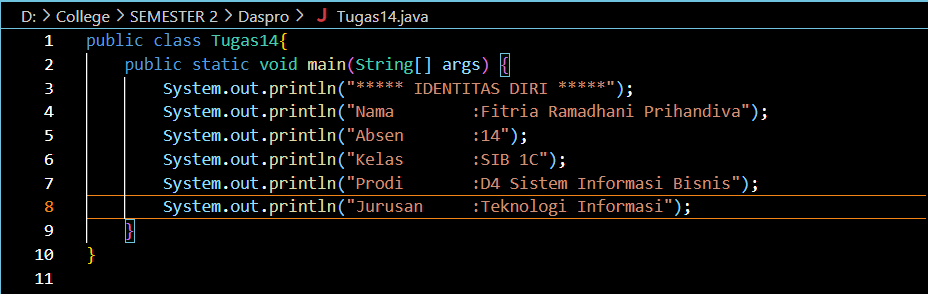 D: > College > SEMESTER 2 > Daspro > J Tugas14.java
1 public class Tugas14{
2     public static void main(String[] args) {
3         System.out.println("***** IDENTITAS DIRI *****");
4         System.out.println("Nama        :Fitria Ramadhani Prihandiva");
5         System.out.println("Absen       :14");
6         System.out.println("Kelas       :SIB 1C");
7         System.out.println("Prodi       :D4 Sistem Informasi Bisnis");
8         System.out.println("Jurusan     :Teknologi Informasi");
9     }
10 }
11